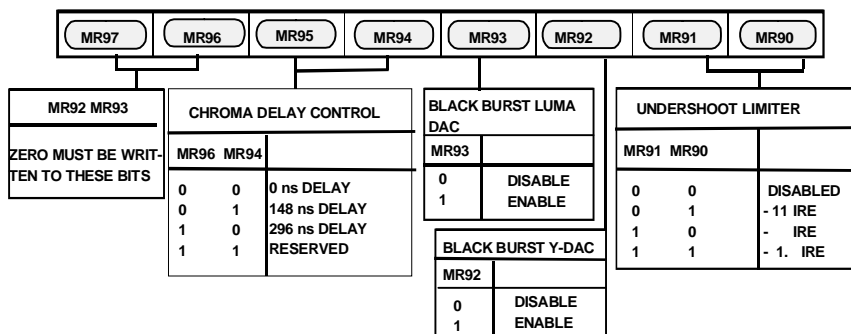 MR97 MR96 MR95 MR94 MR93 MR92 MR91 MR90
MR92 MR93
ZERO MUST BE WRIT-
TEN TO THESE BITS
CHROMA DELAY CONTROL
MR96 MR94
0 0 0 ns DELAY
0 1 148 ns DELAY
1 0 296 ns DELAY
1 1 RESERVED
BLACK BURST LUMA
DAC
MR93
0 DISABLE
1 ENABLE
BLACK BURST Y-DAC
MR92
0 DISABLE
1 ENABLE
UNDERSHOOT LIMITER
MR91 MR90
0 0 DISABLED
0 1 - 11 IRE
1 0 - IRE
1 1 - 1. IRE